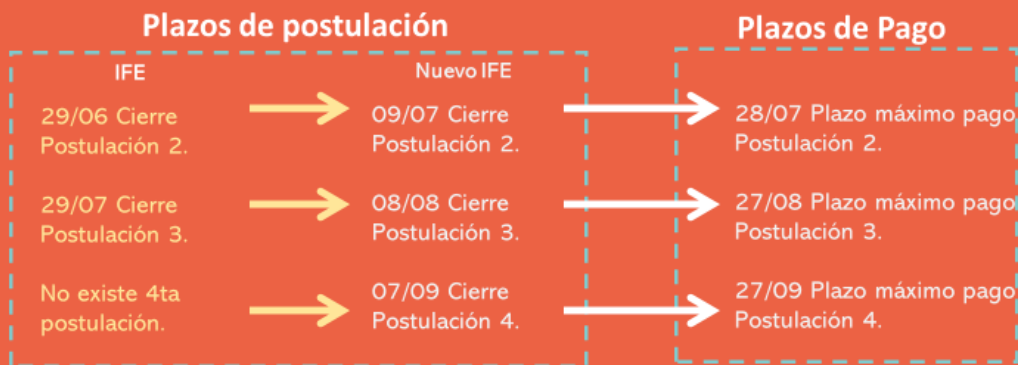 Plazos de postulación
Plazos de Pago
IFE
Nuevo IFE
29/06 Cierre
Postulación 2.
09/07 Cierre
Postulación 2.
28/07 Plazo máximo pago
Postulación 2.
29/07 Cierre
Postulación 3.
08/08 Cierre
Postulación 3.
27/08 Plazo máximo pago
Postulación 3.
No existe 4ta
postulación.
07/09 Cierre
Postulación 4.
27/09 Plazo máximo pago
Postulación 4.